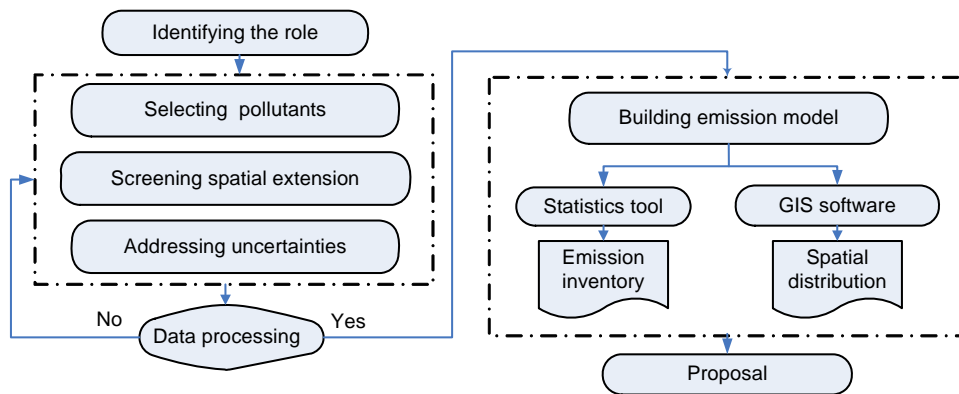 Identifying the role
Selecting pollutants
Screening spatial extension
Addressing uncertainties
No
Data processing
Yes
Building emission model
Statistics tool
GIS software
Emission
inventory
Spatial
distribution
Proposal